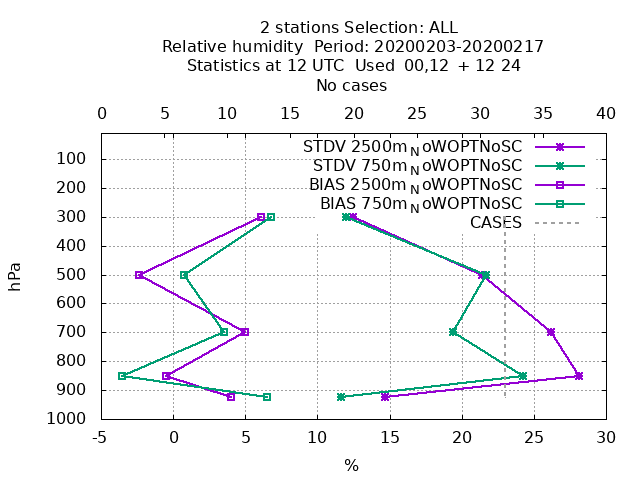 2 stations Selection: ALL
Relative humidity  Period: 20200203-20200217
Statistics at 12 UTC  Used  00,12  + 12 24
No cases
0 5 10 15 20 25 30 35 40
STDV 2500m_NoWOPTNoSC
STDV 750m_NoWOPTNoSC
BIAS 2500m_NoWOPTNoSC
BIAS 750m_NoWOPTNoSC
CASES
100
200
300
400
500
600
700
800
900
1000
hPa
-5 0 5 10 15 20 25 30
%